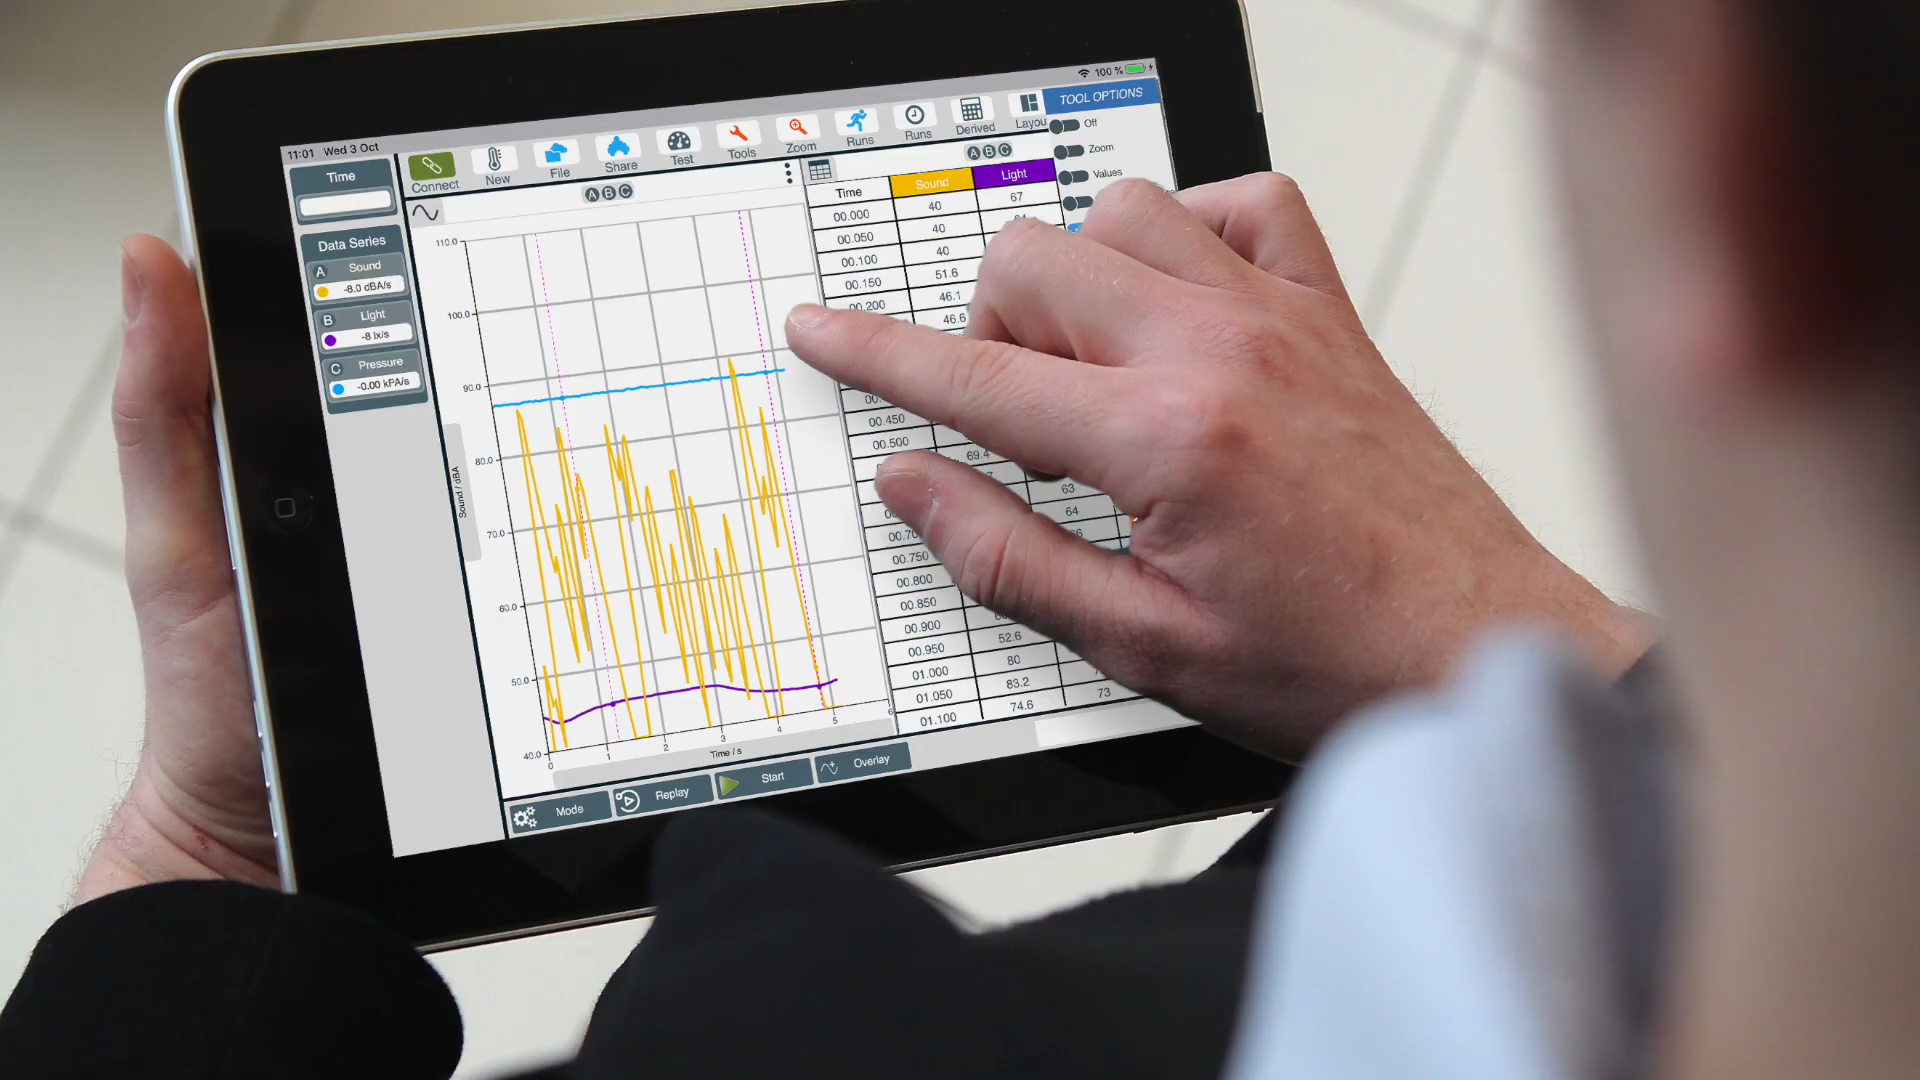 11:01 Wed 3 Oct
100 %
Connect New File Share Test Tools Zoom Runs Runs Derived Layou
TOOL OPTIONS
Off
Zoom
Values
Time
Data Series
A Sound
-8.0 dBA/s
B Light
-8 lx/s
C Pressure
-0.00 kPA/s
A B C
110.0
100.0
90.0
80.0
70.0
60.0
50.0
40.0
Sound / dBA
0 1 2 3 4 5 6
Time / s
A B C
Time Sound Light
00.000 40 67
00.050 40
00.100 40
00.150 51.6
00.200 46.1
46.6
00.450
00.500
69.4
63
64
00.750
00.800
00.850
00.900
00.950 52.6
01.000 80
01.050 83.2 73
01.100 74.6
Mode Replay Start Overlay